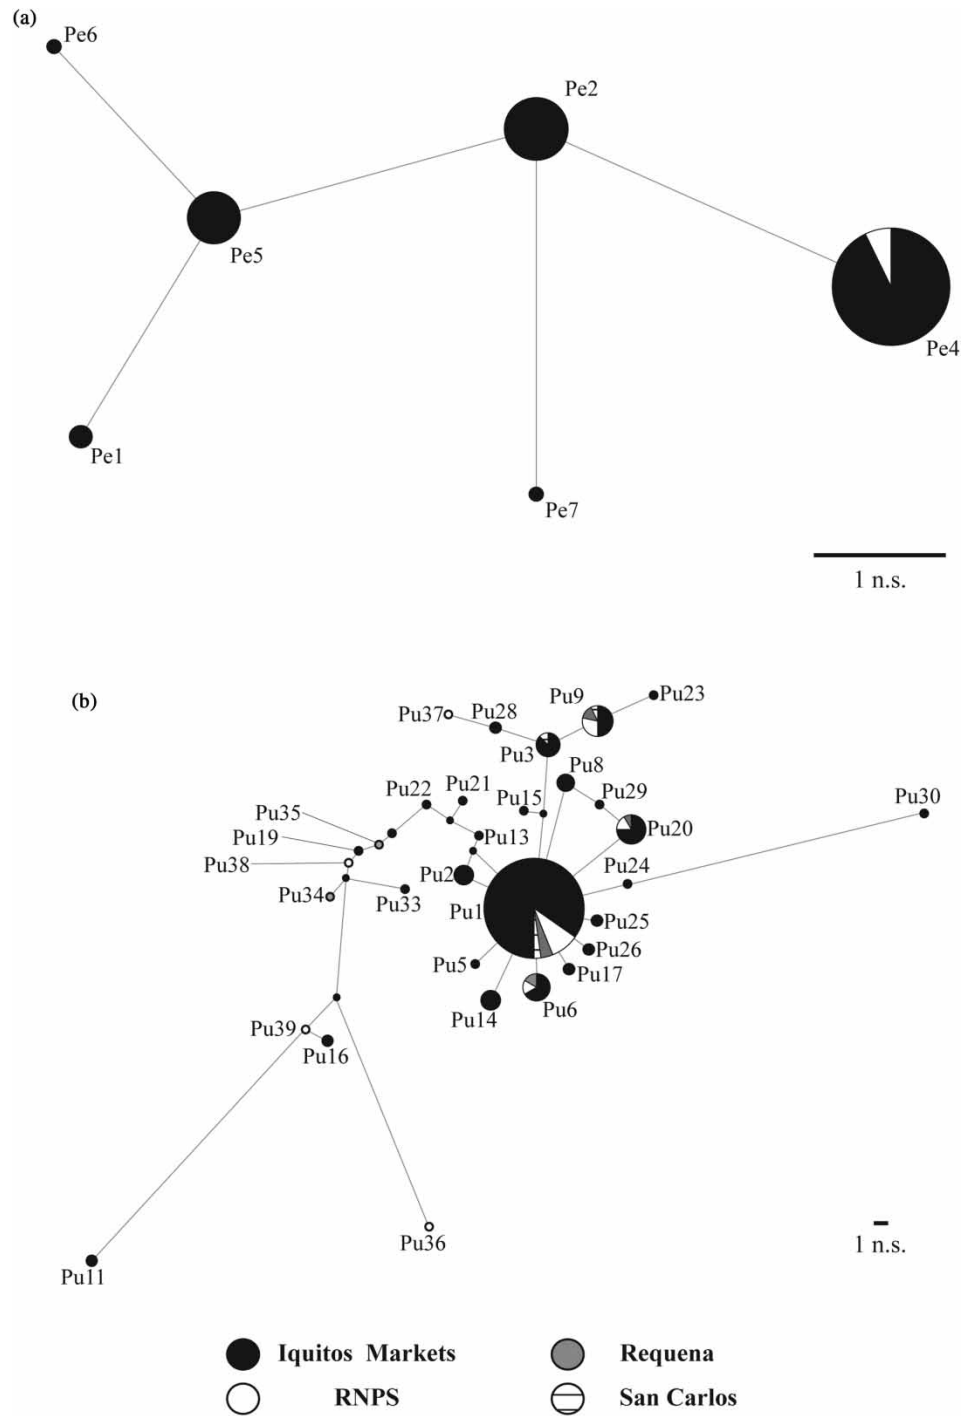 (a)
Pe6
Pe2
Pe5
Pe4
Pe1
Pe7
1 n.s.
(b)
Pu9
Pu23
Pu37
Pu28
Pu3
Pu8
Pu22
Pu21
Pu15
Pu29
Pu30
Pu35
Pu19
Pu13
Pu20
Pu38
Pu2
Pu24
Pu34
Pu33
Pu1
Pu25
Pu26
Pu5
Pu17
Pu14
Pu6
Pu39
Pu16
Pu36
1 n.s.
Pu11
Iquitos Markets
Requena
RNPS
San Carlos